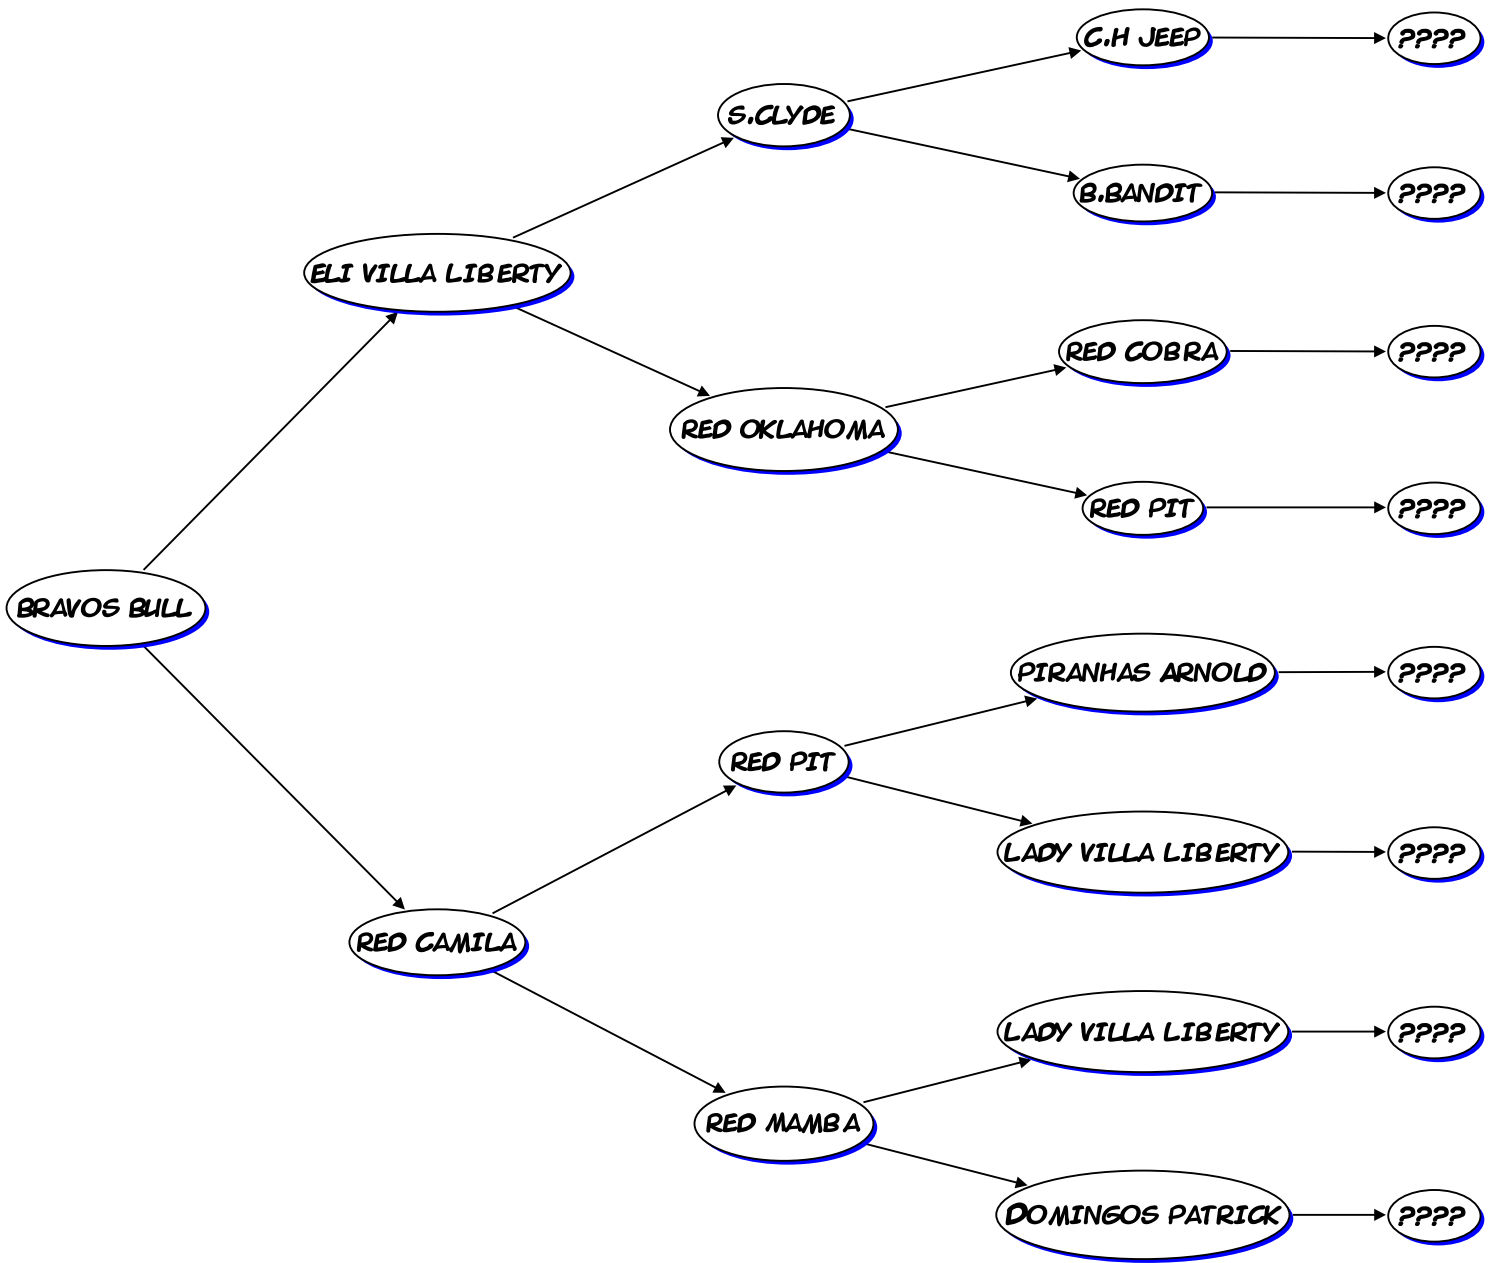 C.H JEEP
????
S.CLYDE
B.BANDIT
????
ELI VILLA LIBERTY
RED COBRA
????
RED OKLAHOMA
RED PIT
????
BRAVOS BULL
PIRANHAS ARNOLD
????
RED PIT
LADY VILLA LIBERTY
????
RED CAMILA
LADY VILLA LIBERTY
????
RED MAMBA
DOMINGOS PATRICK
????